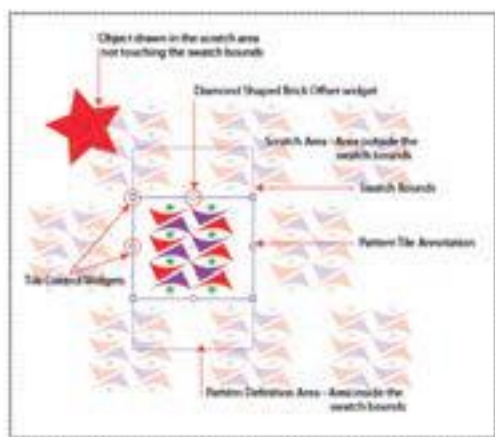 Object drawn in the scratch area
not touching the swatch bounds
Diamond Shaped Brick Offset widget
Scratch Area - Area outside the
swatch bounds
Swatch Bounds
Pattern Tile Annotation
Tile Control Widgets
Pattern Definition Area - Area inside the
swatch bounds